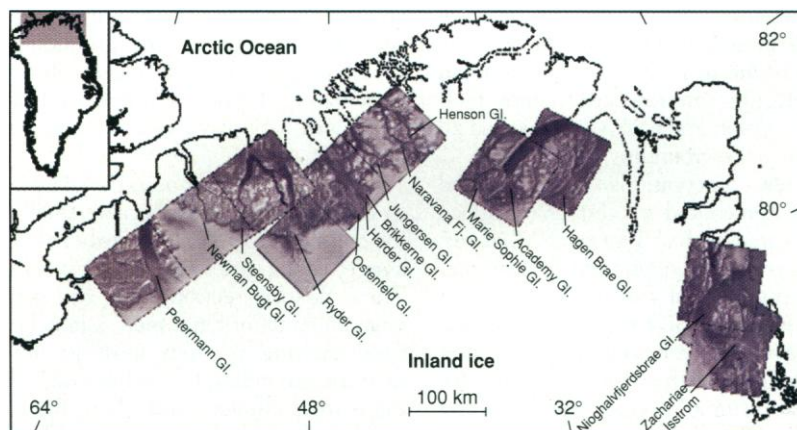 82°
Arctic Ocean
Henson Gl.
Naravana Fj. Gl.
Jungersen Gl.
Brikkerne Gl.
Harder Gl.
Ostenfeld Gl.
Ryder Gl.
Steensby Gl.
Newman Bugt Gl.
Petermann Gl.
Marie Sophie Gl.
Academy Gl.
Hagen Brae Gl.
80°
Nioghalvfjerdsbrae Gl.
Zachariae
Isstrom
Inland ice
100 km
64°
48°
32°